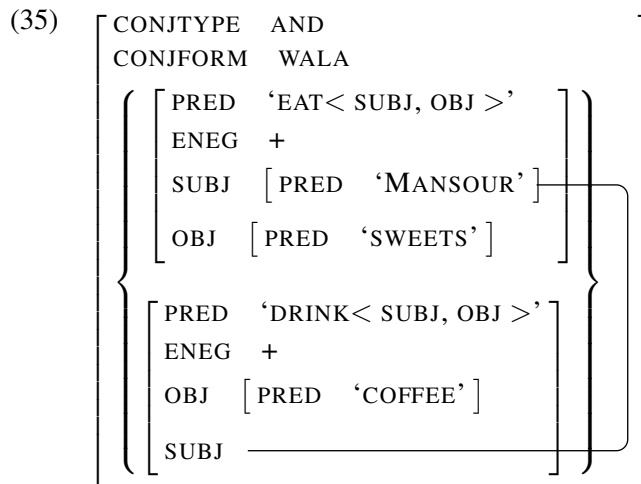 (35)
CONJTYPE AND
CONJFORM WALA
PRED ‘EAT< SUBJ, OBJ >’
ENEG +
SUBJ [ PRED ‘MANSOUR’ ]
OBJ [ PRED ‘SWEETS’ ]
PRED ‘DRINK< SUBJ, OBJ >’
ENEG +
OBJ [ PRED ‘COFFEE’ ]
SUBJ